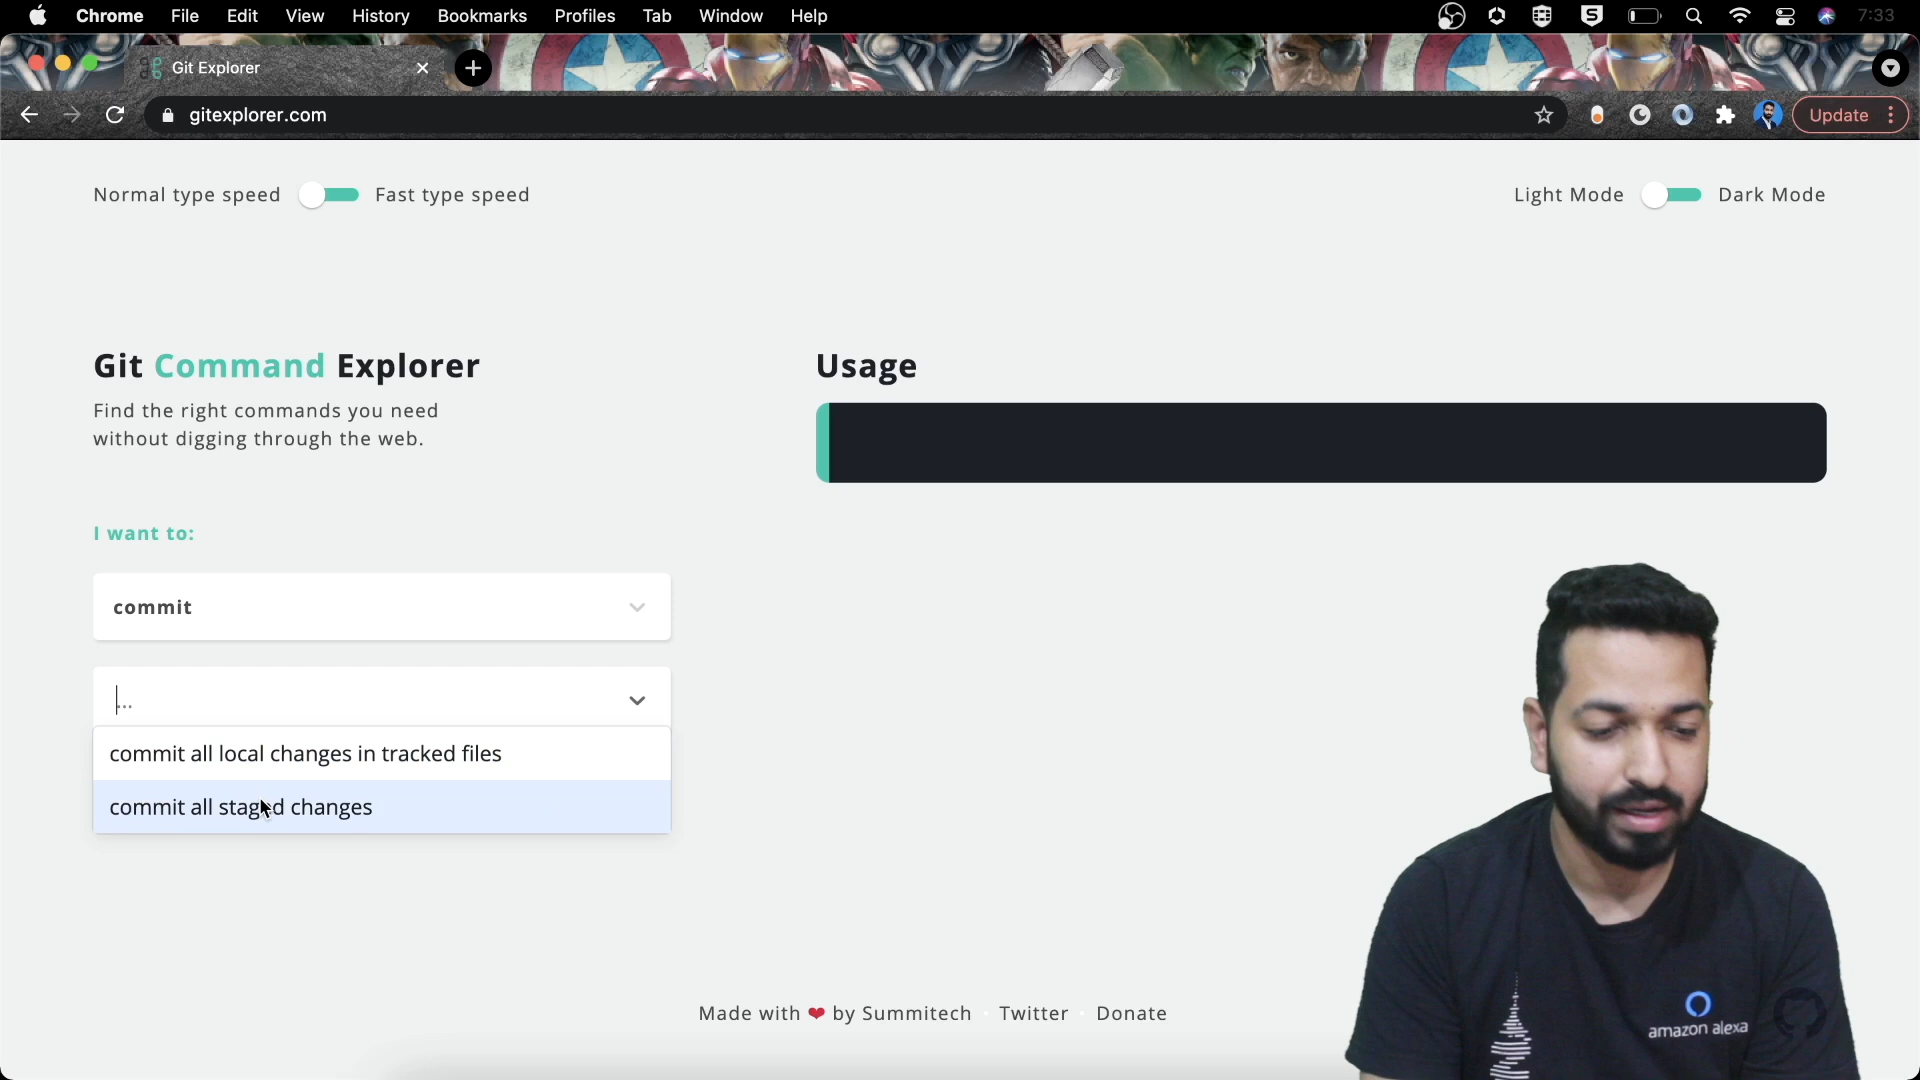 Chrome File Edit View History Bookmarks Profiles Tab Window Help 7:33
Git Explorer
gitexplorer.com Update
Normal type speed Fast type speed Light Mode Dark Mode
Git Command Explorer
Find the right commands you need
without digging through the web.
Usage
I want to:
commit
...
commit all local changes in tracked files
commit all staged changes
Made with ❤ by Summitech Twitter Donate
amazon alexa